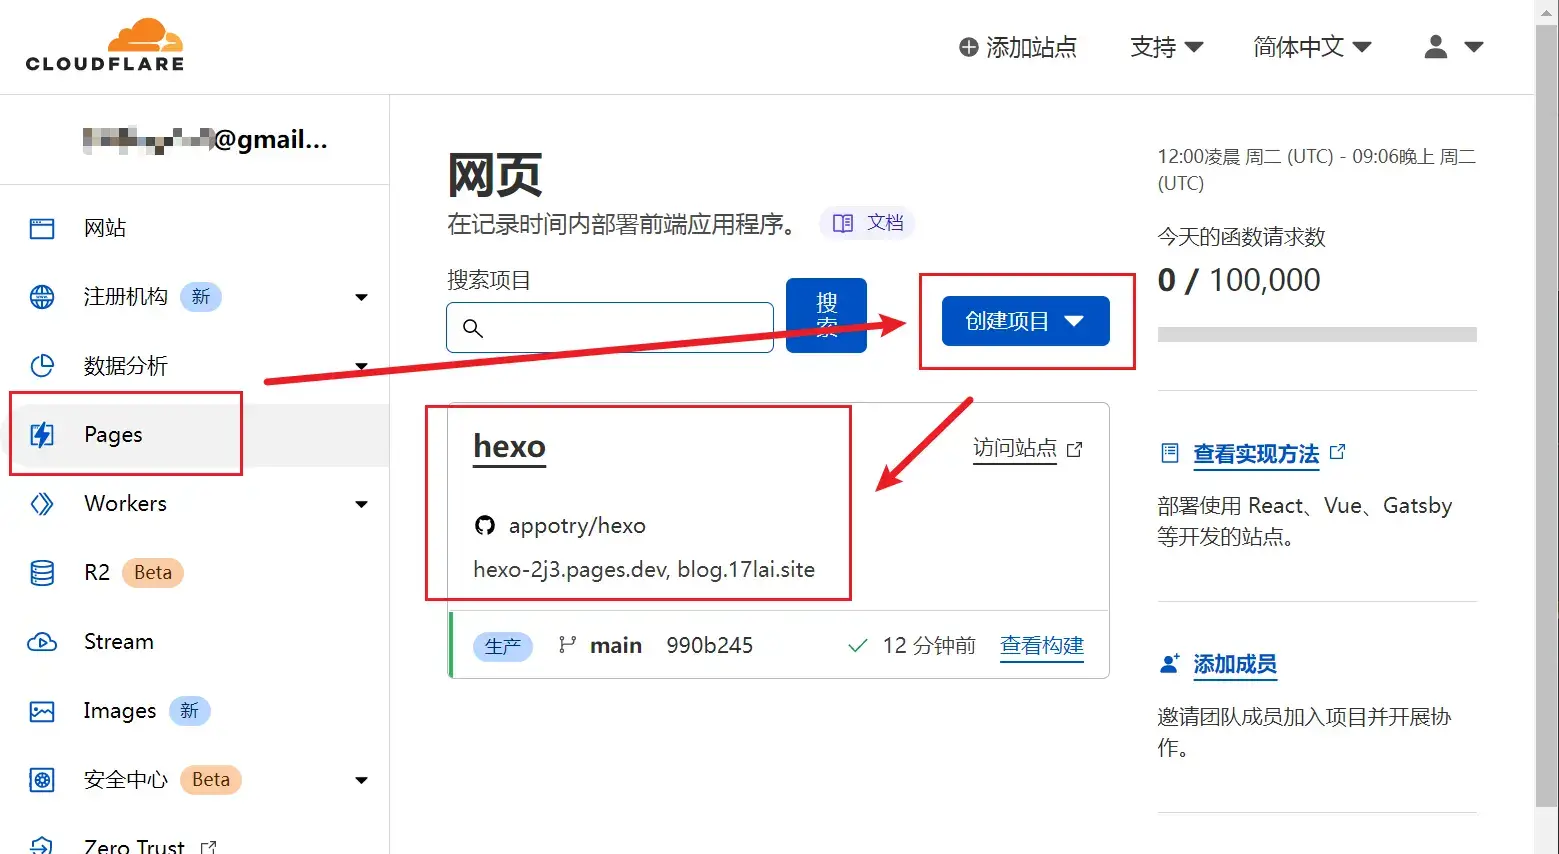 CLOUDFLARE
添加站点
支持
简体中文
@gmail...
网站
注册机构 新
数据分析
Pages
Workers
R2 Beta
Stream
Images 新
安全中心 Beta
Zero Trust
网页
在记录时间内部署前端应用程序。 文档
搜索项目
搜
索
创建项目
hexo
访问站点
appotry/hexo
hexo-2j3.pages.dev, blog.17lai.site
生产 main 990b245 12 分钟前 查看构建
12:00凌晨 周二 (UTC) - 09:06晚上 周二
(UTC)
今天的函数请求数
0 / 100,000
查看实现方法
部署使用 React、Vue、Gatsby
等开发的站点。
添加成员
邀请团队成员加入项目并开展协
作。